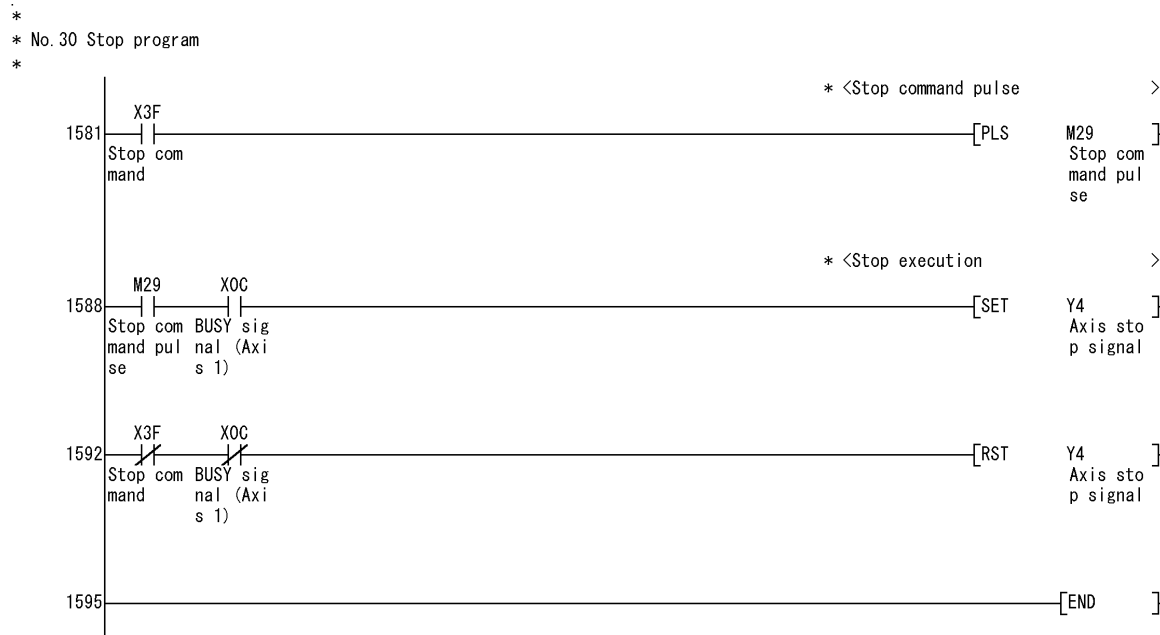 *
* No.30 Stop program
*
* <Stop command pulse >
X3F
1581 [PLS M29 ]
Stop com
mand
Stop com
mand pul
se
* <Stop execution >
M29 X0C
1588 [SET Y4 ]
Stop com BUSY sig
mand pul nal (Axi
se s 1)
Axis sto
p signal
X3F X0C
1592 [RST Y4 ]
Stop com BUSY sig
mand nal (Axi
s 1)
Axis sto
p signal
1595 [END ]